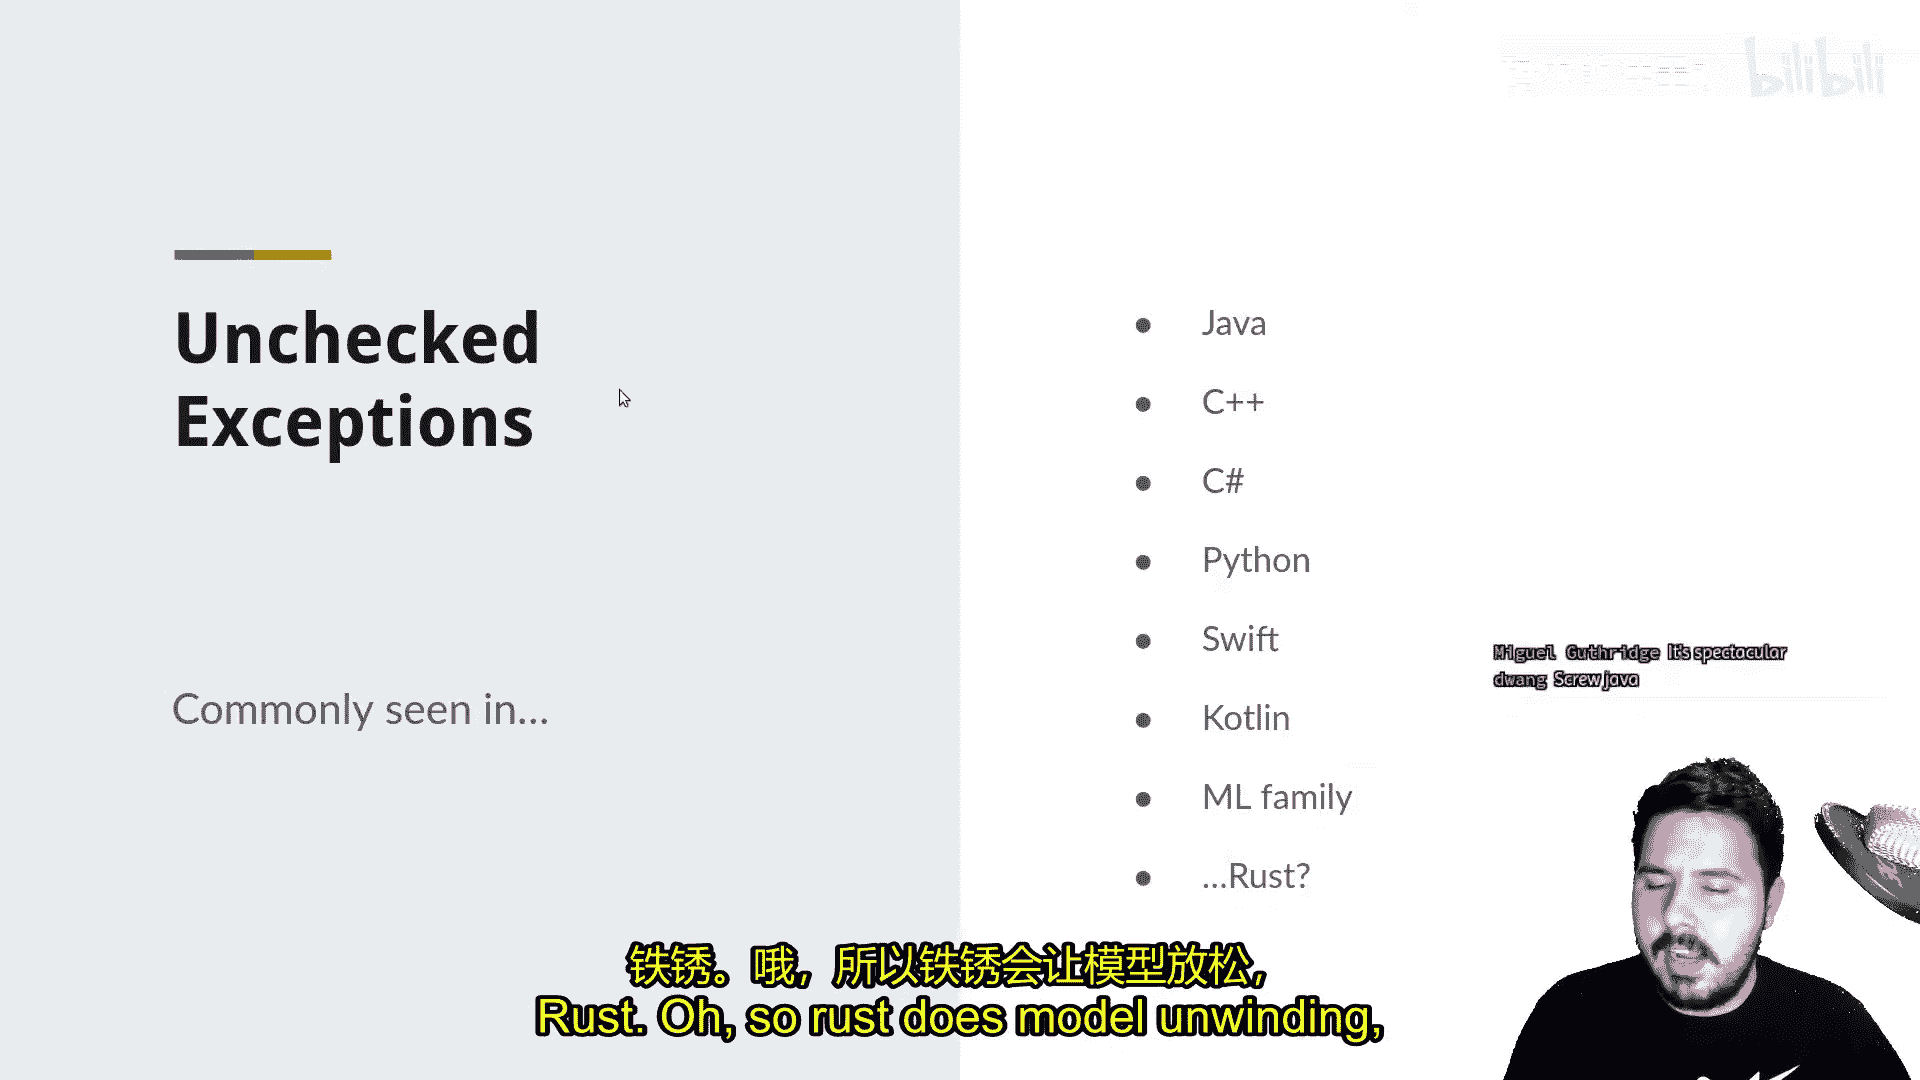 bilibili
Unchecked
Exceptions
Commonly seen in...
● Java
● C++
● C#
● Python
● Swift
● Kotlin
● ML family
● ...Rust?
Miguel Guthridge It's spectacular
dwang Screw java
铁锈。哦，所以铁锈会让模型放松，
Rust. Oh, so rust does model unwinding,